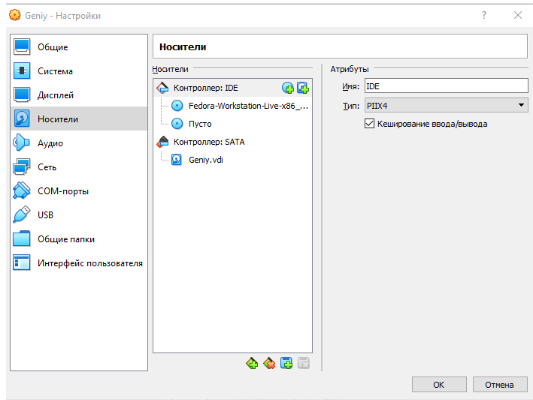 Geniy - Настройки
?
Общие
Система
Дисплей
Носители
Аудио
Сеть
COM-порты
USB
Общие папки
Интерфейс пользователя
Носители
Носители
Контроллер: IDE
Fedora-Workstation-Live-x86_...
Пусто
Контроллер: SATA
Geniy.vdi
Атрибуты
Имя: IDE
Тип: PIIX4
Кеширование ввода/вывода
OK
Отмена